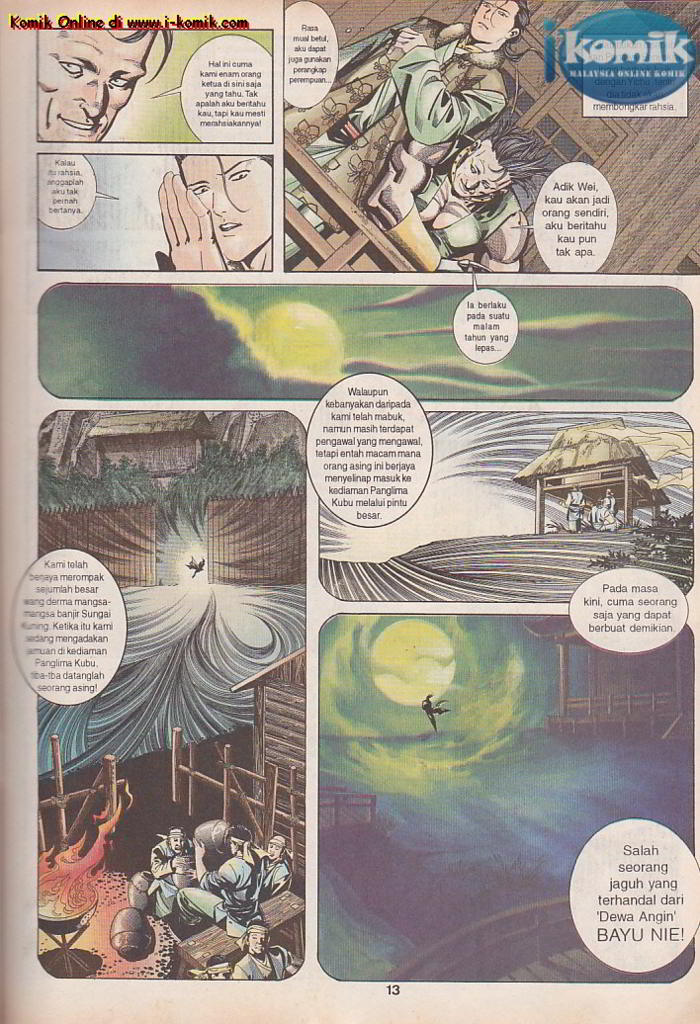 Komik Online di www.i-komik.com
komik
MALAYSIA ONLINE KOMIK
Hal ini cuma
kami enam orang
ketua di sini saja
yang tahu. Tak
apalah aku beritahu
kau, tapi kau mesti
merahsiakannya!
Kalau
itu rahsia,
anggaplah
aku tak
pernah
bertanya.
Rasa
mual betul,
aku dapat
juga gunakan
perangkap
perempuan...
dia tidak
membongkar rahsia.
Adik Wei,
kau akan jadi
orang sendiri,
aku beritahu
kau pun
tak apa.
Ia berlaku
pada suatu
malam
tahun yang
lepas...
Walaupun
kebanyakan daripada
kami telah mabuk,
namun masih terdapat
pengawal yang mengawal,
tetapi entah macam mana
orang asing ini berjaya
menyelinap masuk ke
kediaman Panglima
Kubu melalui pintu
besar.
Kami telah
berjaya merompak
sejumlah besar
wang derma mangsa-
mangsa banjir Sungai
Kuning. Ketika itu kami
sedang mengadakan
jamuan di kediaman
Panglima Kubu,
tiba-tiba datanglah
seorang asing!
Pada masa
kini, cuma seorang
saja yang dapat
berbuat demikian.
Salah
seorang
jaguh yang
terhandal dari
'Dewa Angin'
BAYU NIE!
13